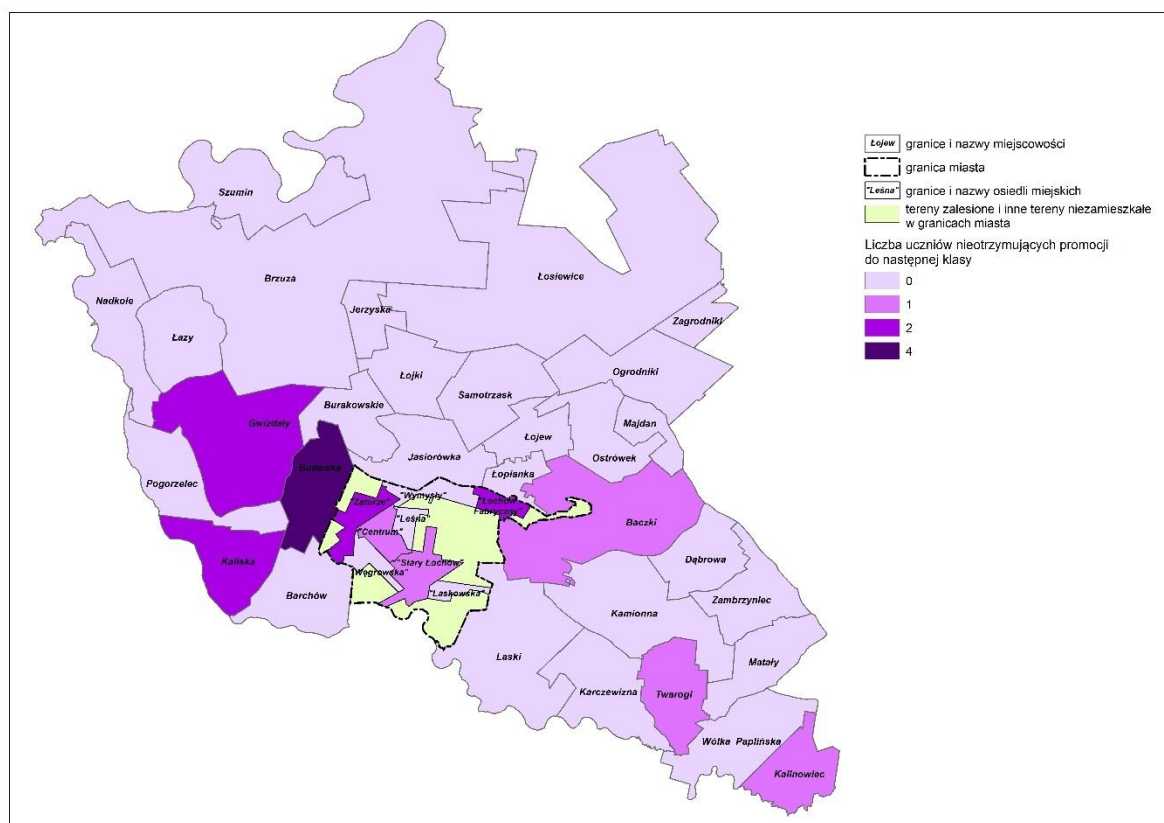 Szumin
Brzuza
Nadkole
Łazy
Jerzyska
Łosiewice
Zagrodniki
Ogrodniki
Łojki
Samotrzask
Burakowskie
Gwizdały
Majdan
Łojew
Ostrówek
Jasiorówka
Budziska
Łopianka
Pogorzelec
"Zatorze"
"Wymysły"
"Łochów
Fabryczny"
"Leśna"
"Centrum"
Baczki
Kaliska
"Stary Łochów"
Dąbrowa
"Węgrowska"
Barchów
"Laskowska"
Zambrzyniec
Kamionna
Laski
Matały
Karczewizna
Twarogi
Wólka Paplińska
Kalinowiec
Łojew granice i nazwy miejscowości
granica miasta
"Leśna" granice i nazwy osiedli miejskich
tereny zalesione i inne tereny niezamieszkałe
w granicach miasta
Liczba uczniów nieotrzymujących promocji
do następnej klasy
0
1
2
4